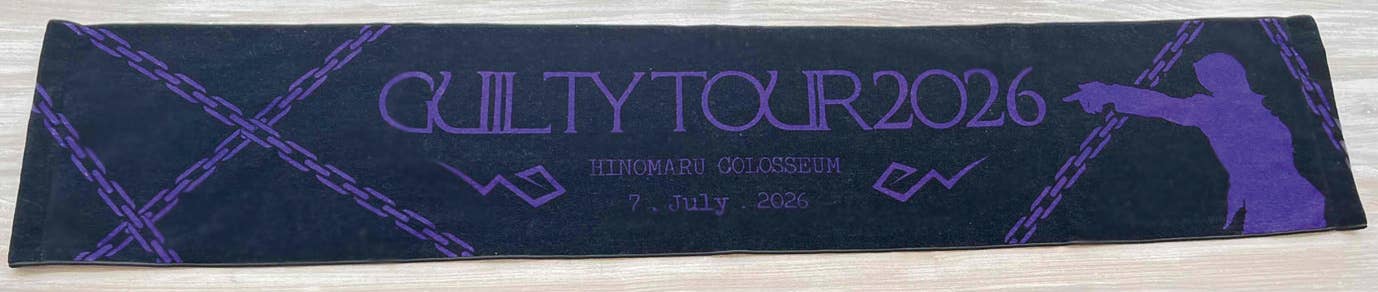 GUILTY TOUR 2026
HINOMARU COLOSSEUM
7 . July . 2026